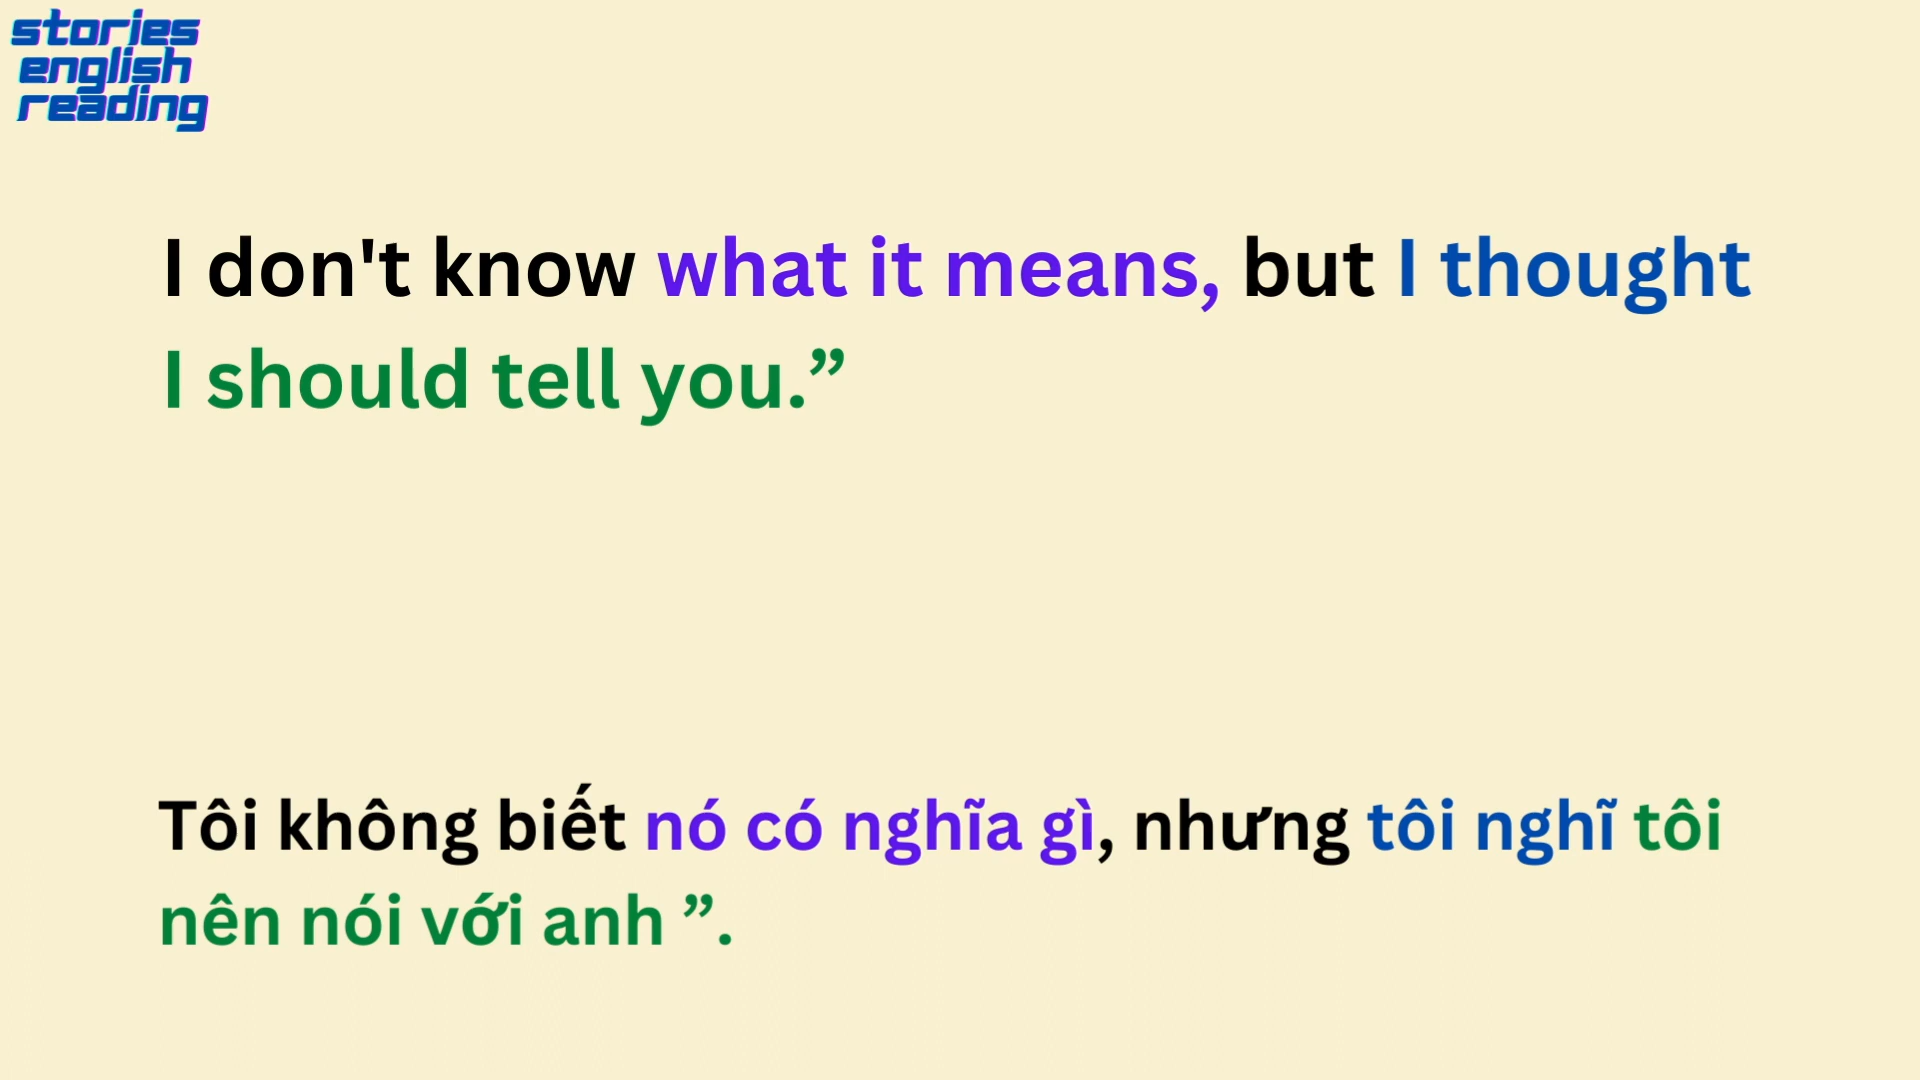 stories
english
reading
I don't know what it means, but I thought
I should tell you.”
Tôi không biết nó có nghĩa gì, nhưng tôi nghĩ tôi
nên nói với anh ”.